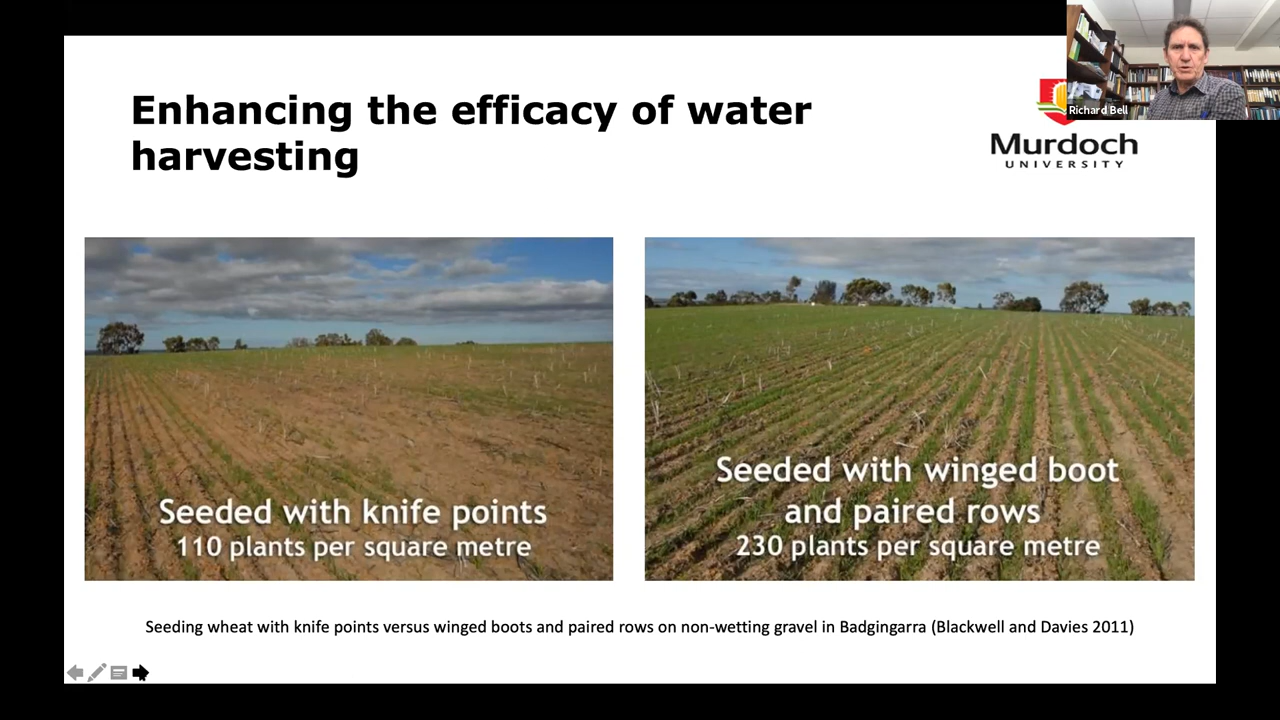 Enhancing the efficacy of water
harvesting
Richard Bell
Murdoch
UNIVERSITY
Seeded with knife points
110 plants per square metre
Seeded with winged boot
and paired rows
230 plants per square metre
Seeding wheat with knife points versus winged boots and paired rows on non-wetting gravel in Badgingarra (Blackwell and Davies 2011)